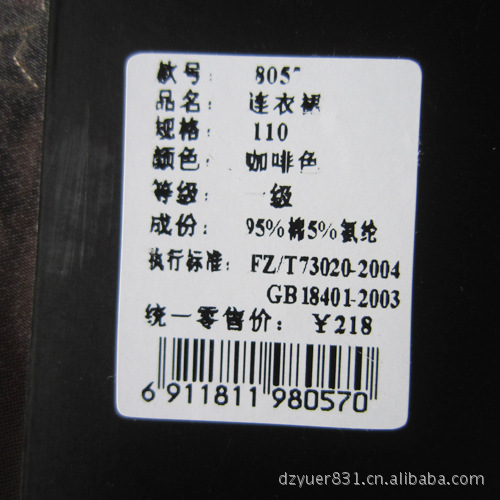 款号: 805
品名: 连衣裙
规格: 110
颜色: 咖啡色
等级: 一级
成份: 95%棉5%氨纶
执行标准: FZ/T73020-2004
GB18401-2003
统一零售价: ￥218
6 911811 980570
dzyuer831.cn.alibaba.com